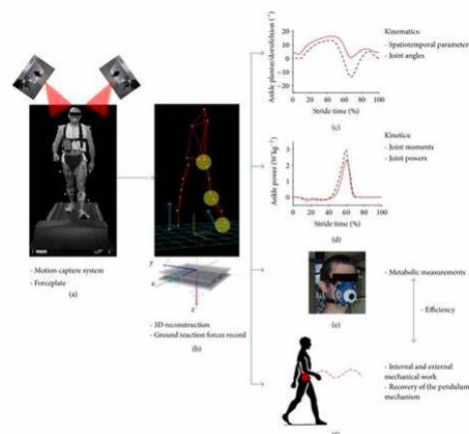 - Motion capture system
- Forceplate
(a)
y
x
z
- 3D reconstruction
- Ground reaction forces record
(b)
Ankle plantar/dorsiflexion (°)
20
10
0
−10
−20
0
20
40
60
80
100
Stride time (%)
(c)
Kinematics:
- Spatiotemporal parameter
- Joint angles
Ankle power (W kg⁻¹)
3
2
1
0
0
20
40
60
80
100
Stride time (%)
(d)
Kinetics:
- Joint moments
- Joint powers
(e)
- Metabolic measurements
- Efficiency
- Internal and external
mechanical work
- Recovery of the pendulum
mechanism